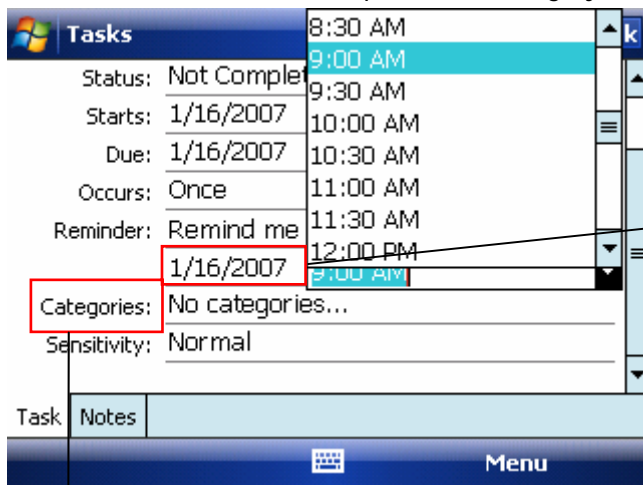 Tasks
k
8:30 AM
9:00 AM
9:30 AM
10:00 AM
10:30 AM
11:00 AM
11:30 AM
12:00 PM
9:00 AM
Status: Not Complet
Starts: 1/16/2007
Due: 1/16/2007
Occurs: Once
Reminder: Remind me
1/16/2007
Categories: No categories...
Sensitivity: Normal
Task Notes
Menu